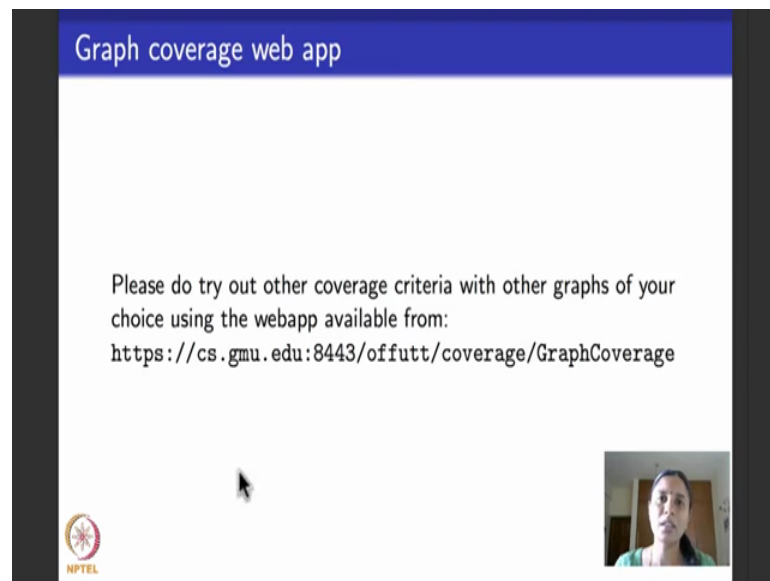 Graph coverage web app
Please do try out other coverage criteria with other graphs of your
choice using the webapp available from:
https://cs.gmu.edu:8443/offutt/coverage/GraphCoverage
NPTEL